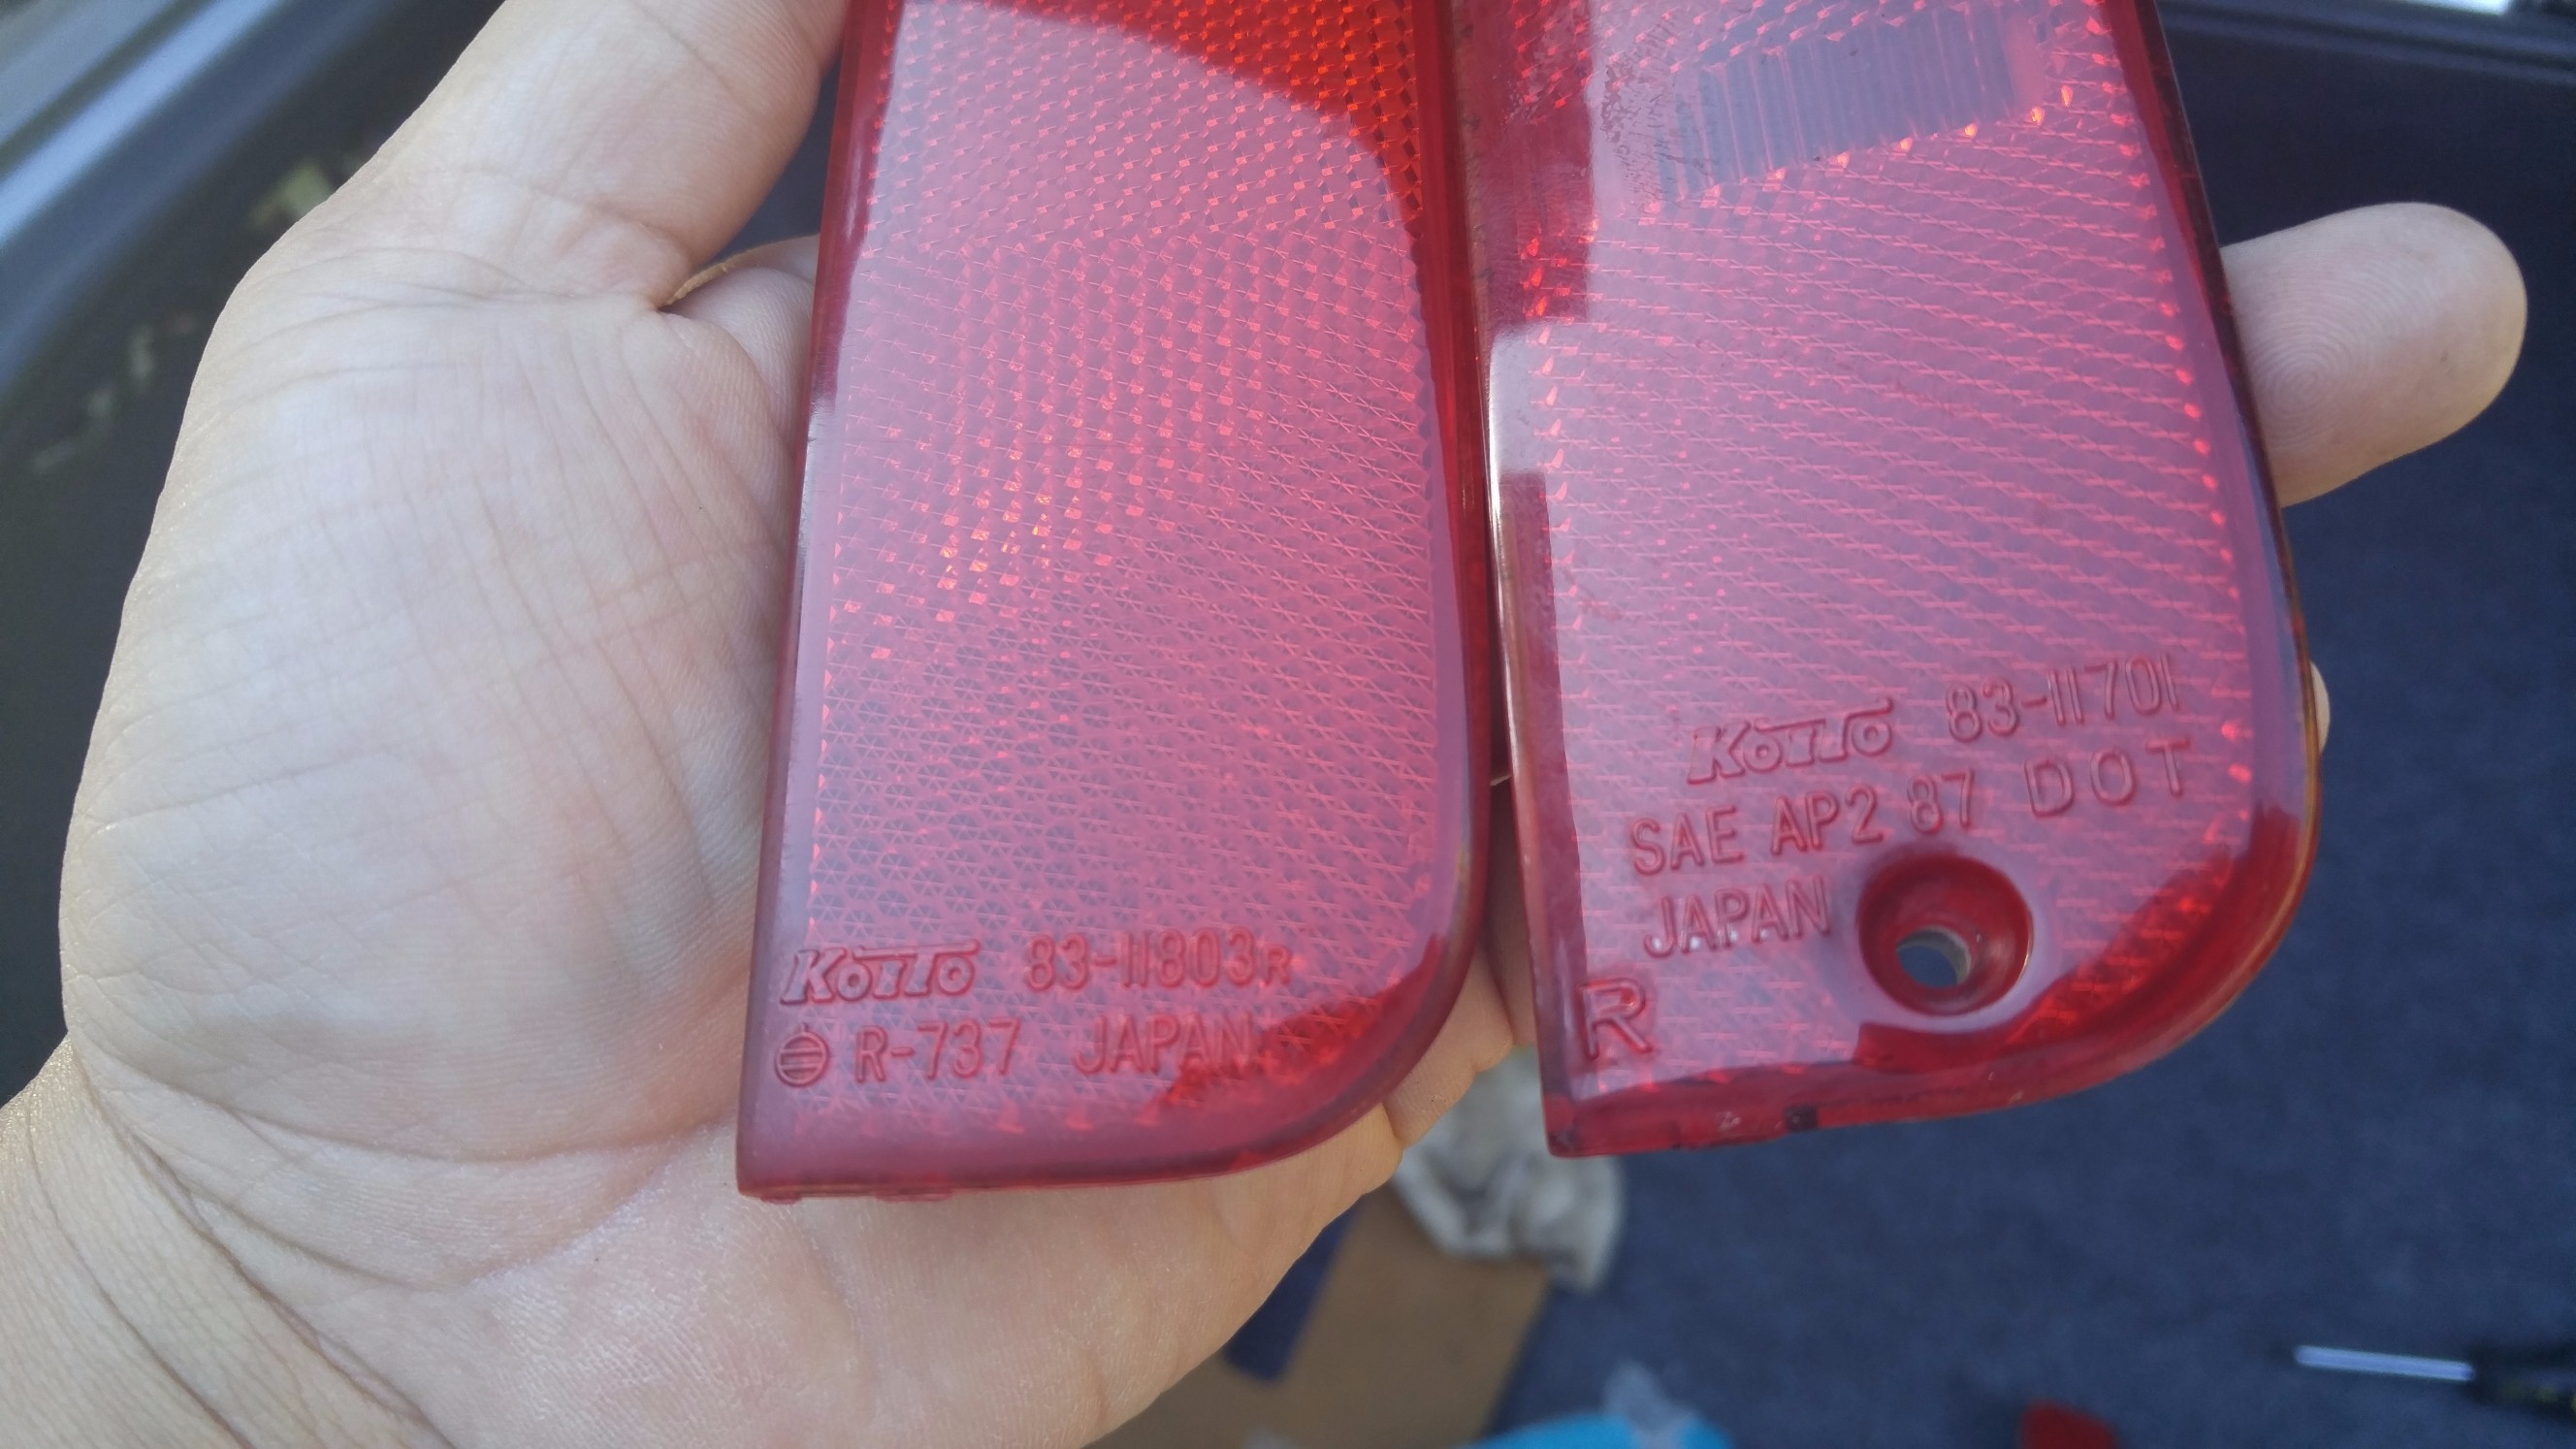 KOITO 83-11803R
R-737 JAPAN
KOITO 83-11701
SAE AP2 87 DOT
JAPAN
R